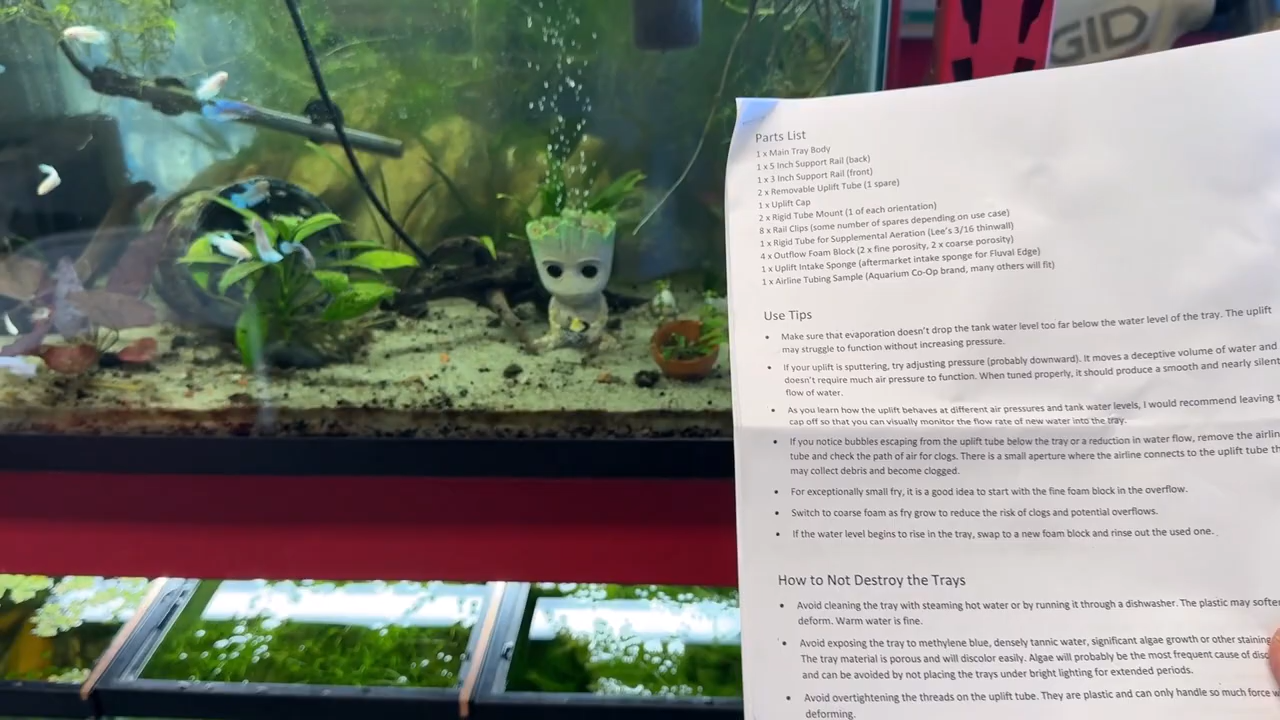 GID
Parts List
1 x Main Tray Body
1 x 5 Inch Support Rail (back)
1 x 3 Inch Support Rail (front)
2 x Removable Uplift Tube (1 spare)
1 x Uplift Cap
2 x Rigid Tube Mount (1 of each orientation)
8 x Rail Clips (some number of spares depending on use case)
1 x Rigid Tube for Supplemental Aeration (Lee's 3/16 thinwall)
4 x Outflow Foam Block (2 x fine porosity, 2 x coarse porosity)
1 x Uplift Intake Sponge (aftermarket intake sponge for Fluval Edge)
1 x Airline Tubing Sample (Aquarium Co-Op brand, many others will fit)
Use Tips
• Make sure that evaporation doesn't drop the tank water level too far below the water level of the tray. The uplift
may struggle to function without increasing pressure.
• If your uplift is sputtering, try adjusting pressure (probably downward). It moves a deceptive volume of water and
doesn't require much air pressure to function. When tuned properly, it should produce a smooth and nearly silent
flow of water.
• As you learn how the uplift behaves at different air pressures and tank water levels, I would recommend leaving
cap off so that you can visually monitor the flow rate of new water into the tray.
• If you notice bubbles escaping from the uplift tube below the tray or a reduction in water flow, remove the
tube and check the path of air for clogs. There is a small aperture where the airline connects to the uplift tube
may collect debris and become clogged.
• For exceptionally small fry, it is a good idea to start with the fine foam block in the overflow.
• Switch to coarse foam as fry grow to reduce the risk of clogs and potential overflows.
• If the water level begins to rise in the tray, swap to a new foam block and rinse out the used one.
How to Not Destroy the Trays
• Avoid cleaning the tray with steaming hot water or by running it through a dishwasher. The plastic may
deform. Warm water is fine.
• Avoid exposing the tray to methylene blue, densely tannic water, significant algae growth or other staining
The tray material is porous and will discolor easily. Algae will probably be the most frequent cause of
and can be avoided by not placing the trays under bright lighting for extended periods.
• Avoid overtightening the threads on the uplift tube. They are plastic and can only handle so much force
deforming.